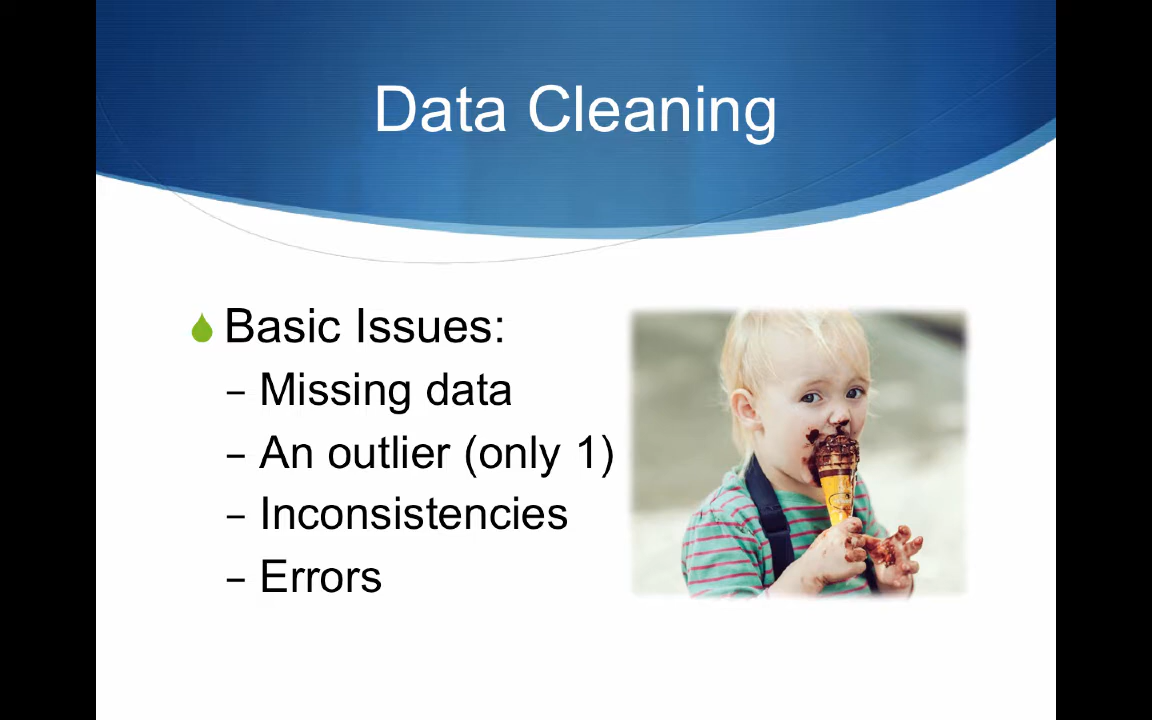 Data Cleaning
Basic Issues:
– Missing data
– An outlier (only 1)
– Inconsistencies
– Errors